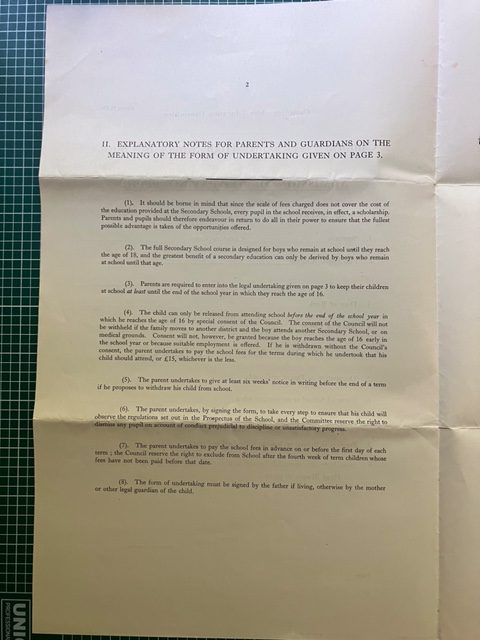 2
II. EXPLANATORY NOTES FOR PARENTS AND GUARDIANS ON THE
MEANING OF THE FORM OF UNDERTAKING GIVEN ON PAGE 3.
(1). It should be borne in mind that since the scale of fees charged does not cover the cost of
the education provided at the Secondary Schools, every pupil in the school receives, in effect, a scholarship.
Parents and pupils should therefore endeavour in return to do all in their power to ensure that the fullest
possible advantage is taken of the opportunities offered.
(2). The full Secondary School course is designed for boys who remain at school until they reach
the age of 18, and the greatest benefit of a secondary education can only be derived by boys who remain
at school until that age.
(3). Parents are required to enter into the legal undertaking given on page 3 to keep their children
at school at least until the end of the school year in which they reach the age of 16.
(4). The child can only be released from attending school before the end of the school year in
which he reaches the age of 16 by special consent of the Council. The consent of the Council will not
be withheld if the family moves to another district and the boy attends another Secondary School, or on
medical grounds. Consent will not, however, be granted because the boy reaches the age of 16 early in
the school year or because suitable employment is offered. If he is withdrawn without the Council's
consent, the parent undertakes to pay the school fees for the terms during which he undertook that his
child should attend, or £15, whichever is the less.
(5). The parent undertakes to give at least six weeks' notice in writing before the end of a term
if he proposes to withdraw his child from school.
(6). The parent undertakes, by signing the form, to take every step to ensure that his child will
observe the regulations set out in the Prospectus of the School, and the Committee reserve the right to
dismiss any pupil on account of conduct prejudicial to discipline or unsatisfactory progress.
(7). The parent undertakes to pay the school fees in advance on or before the first day of each
term ; the Council reserve the right to exclude from School after the fourth week of term children whose
fees have not been paid before that date.
(8). The form of undertaking must be signed by the father if living, otherwise by the mother
or other legal guardian of the child.